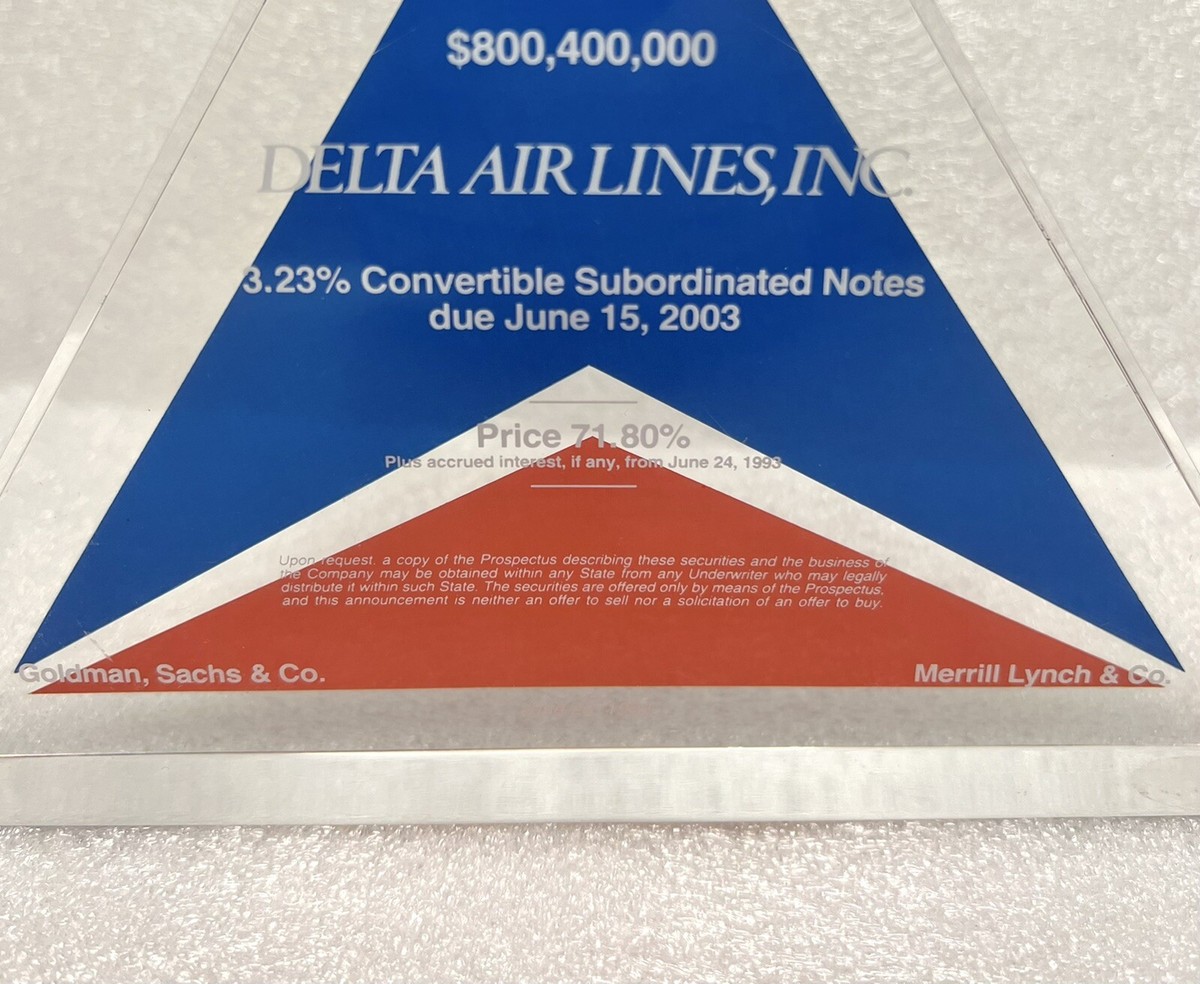 $800,400,000
DELTA AIR LINES, INC.
3.23% Convertible Subordinated Notes
due June 15, 2003
Price 71.80%
Plus accrued interest, if any, from June 24, 1993
Upon request. a copy of the Prospectus describing these securities and the business of
the Company may be obtained within any State from any Underwriter who may legally
distribute it within such State. The securities are offered only by means of the Prospectus,
and this announcement is neither an offer to sell nor a solicitation of an offer to buy.
Goldman, Sachs & Co.
Merrill Lynch & Co.